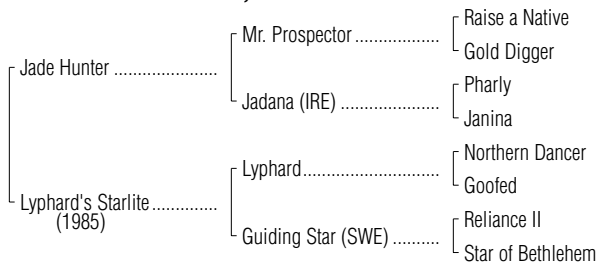 Raise a Native
Mr. Prospector ..................
Gold Digger
Jade Hunter ......................
Pharly
Jadana (IRE) .....................
Janina
Northern Dancer
Lyphard.............................
Goofed
Lyphard's Starlite..............
(1985)
Reliance II
Guiding Star (SWE) ..........
Star of Bethlehem